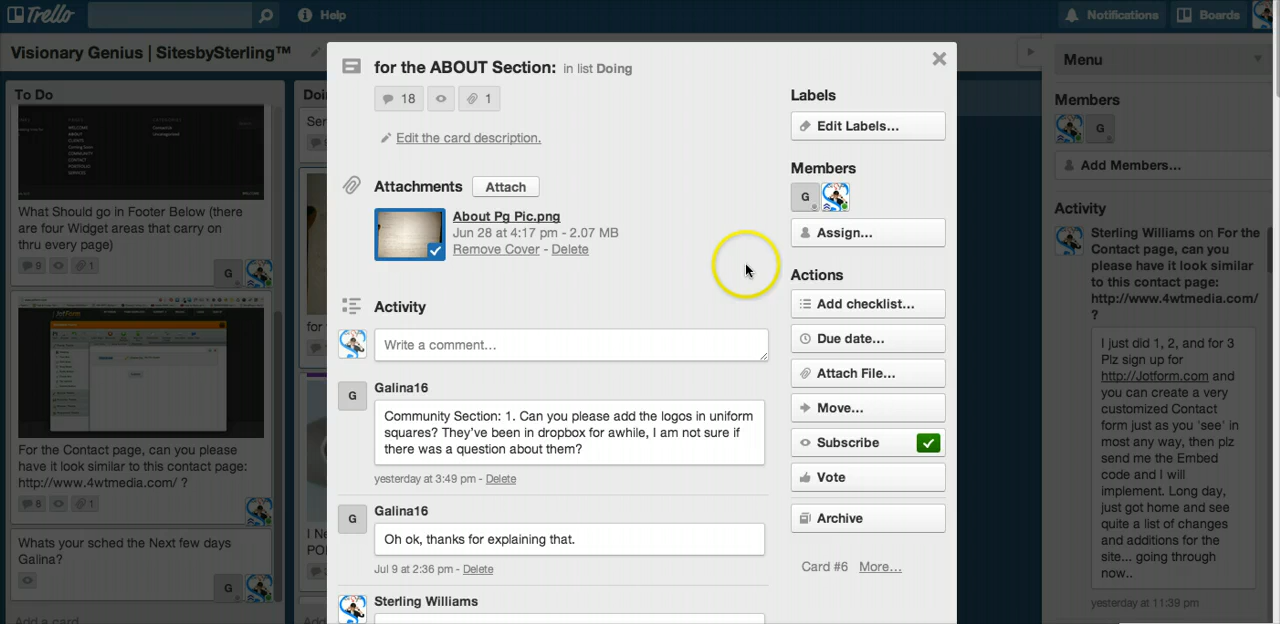 Trello
Help
Notifications
Boards
Visionary Genius | SitesbySterling™
To Do
What Should go in Footer Below (there
are four Widget areas that carry on
thru every page)
9
1
G
For the Contact page, can you please
have it look similar to this contact page:
http://www.4wtmedia.com/ ?
1
Whats your sched the Next few days
Galina?
G
for the ABOUT Section: in list Doing
18
1
Edit the card description.
Attachments
Attach
About Pg Pic.png
Jun 28 at 4:17 pm - 2.07 MB
Remove Cover - Delete
Activity
Write a comment...
Galina16
G
Community Section: 1. Can you please add the logos in uniform
squares? They've been in dropbox for awhile, I am not sure if
there was a question about them?
yesterday at 3:49 pm - Delete
Galina16
G
Oh ok, thanks for explaining that.
Jul 9 at 2:36 pm - Delete
Sterling Williams
Labels
Edit Labels...
Members
G
Assign...
Actions
Add checklist...
Due date...
Attach File...
Move...
Subscribe
Vote
Archive
Card #6 More...
Menu
Members
G
Add Members...
Activity
Sterling Williams on For the
Contact page, can you
please have it look similar
to this contact page:
http://www.4wtmedia.com/
?
I just did 1, 2, and for 3
Plz sign up for
http://Jotform.com and
you can create a very
customized Contact
form just as you 'see' in
most any way, then plz
send me the Embed
code and I will
implement. Long day,
just got home and see
quite a list of changes
and additions for the
site... going through
now..
yesterday at 11:39 pm